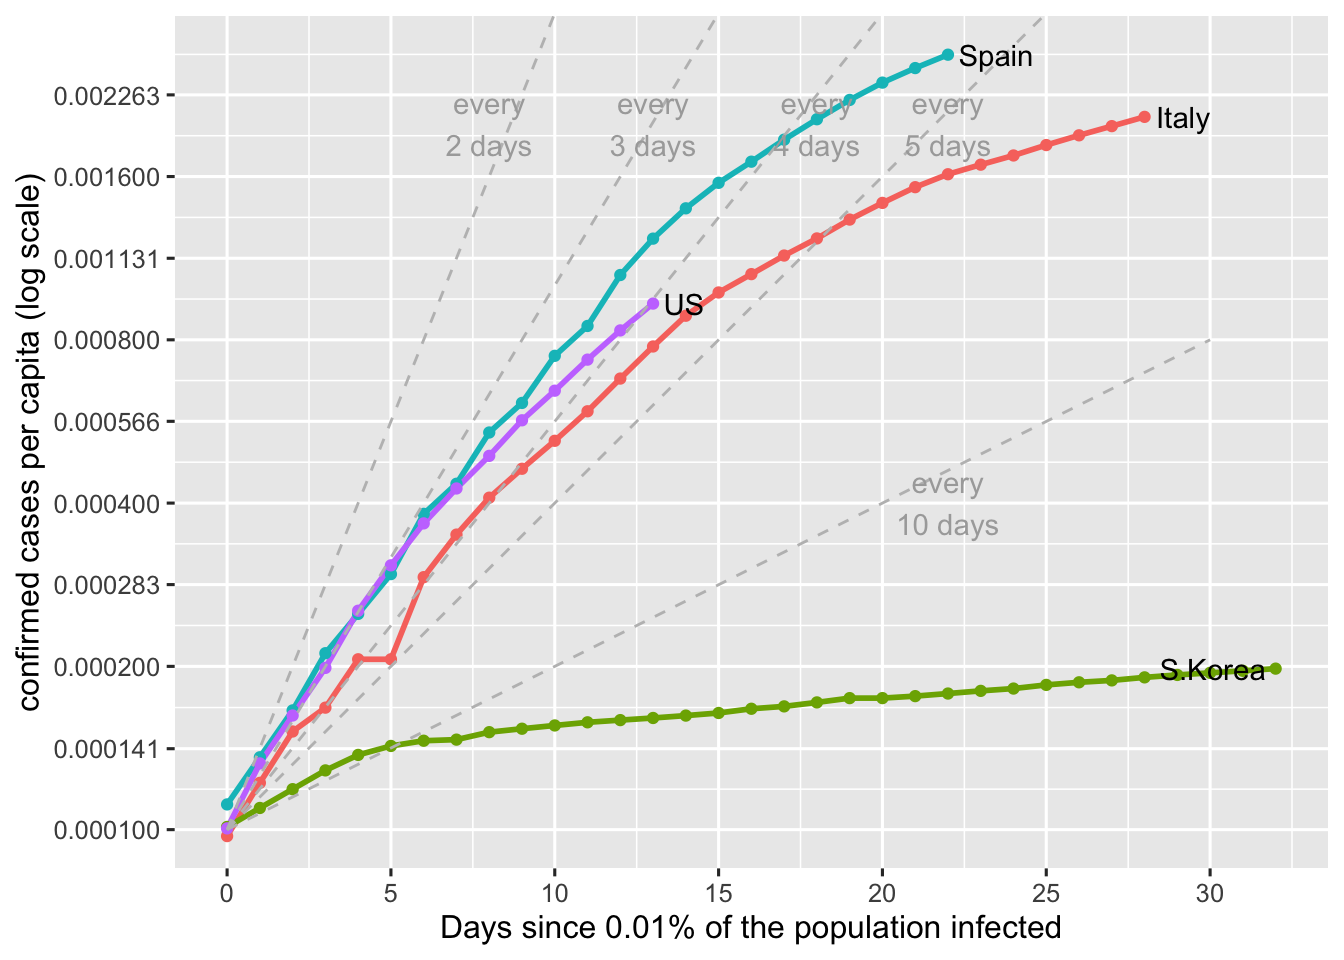 Spain
0.002263
every
every
every
every
Italy
2 days
3 days
4 days
5 days
0.001600
0.001131
US
0.000800
0.000566
0.000400
every
10 days
0.000283
0.000200
S.Korea
0.000141
0.000100
0
5
10
15
20
25
30
Days since 0.01% of the population infected
confirmed cases per capita (log scale)